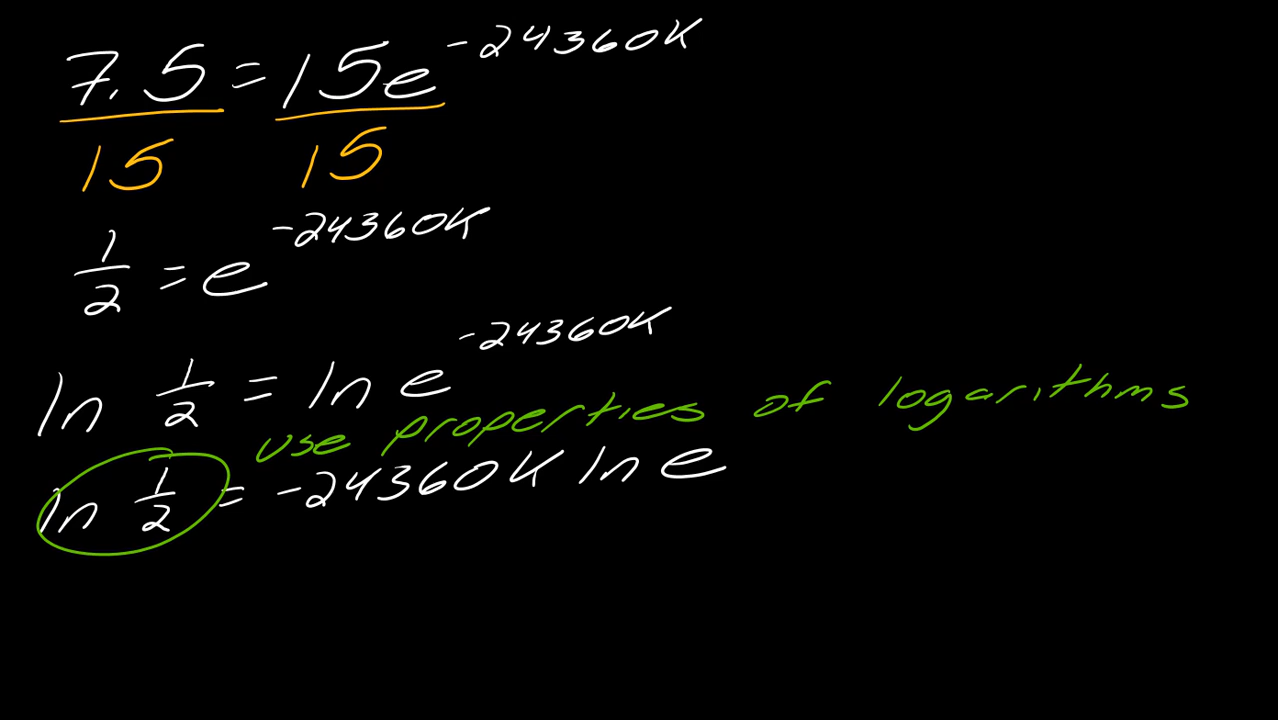 7.5 = 15e^-24360K
15 15
1/2 = e^-24360K
ln 1/2 = ln e^-24360K
use properties of logarithms
ln 1/2 = -24360K ln e